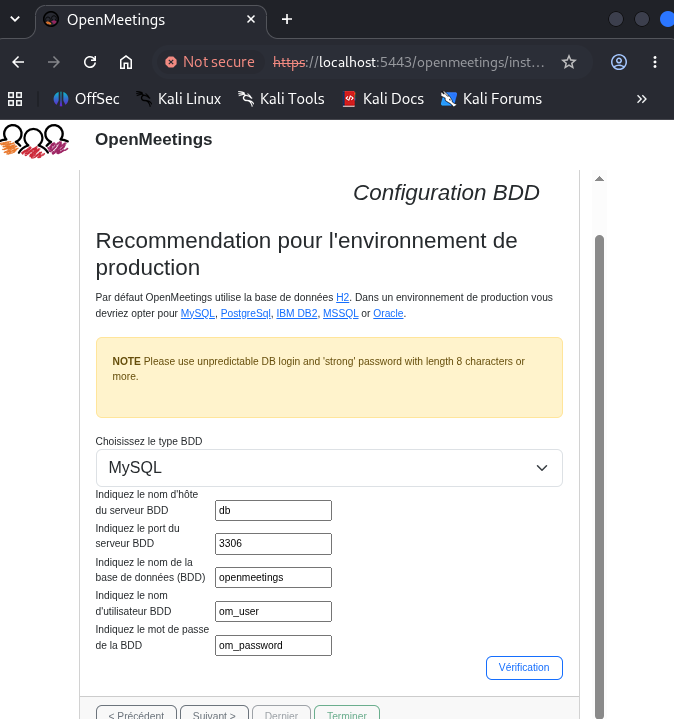 OpenMeetings
Not secure https://localhost:5443/openmeetings/inst...
OffSec Kali Linux Kali Tools Kali Docs Kali Forums
OpenMeetings
Configuration BDD
Recommendation pour l'environnement de
production
Par défaut OpenMeetings utilise la base de données H2. Dans un environnement de production vous
devriez opter pour MySQL, PostgreSql, IBM DB2, MSSQL or Oracle.
NOTE Please use unpredictable DB login and 'strong' password with length 8 characters or
more.
Choisissez le type BDD
MySQL
Indiquez le nom d'hôte
du serveur BDD db
Indiquez le port du
serveur BDD 3306
Indiquez le nom de la
base de données (BDD) openmeetings
Indiquez le nom
d'utilisateur BDD om_user
Indiquez le mot de passe
de la BDD om_password
Vérification
< Précédent Suivant > Dernier Terminer